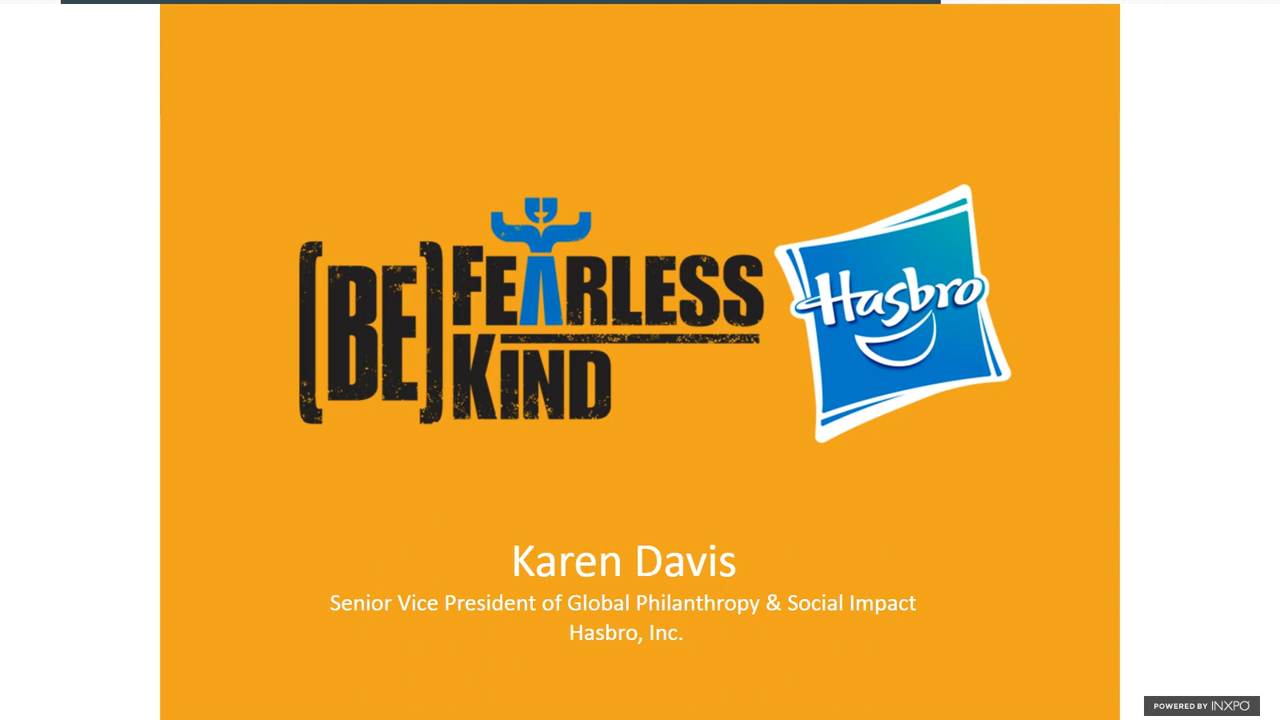 (BE) FEARLESS
KIND
Hasbro
Karen Davis
Senior Vice President of Global Philanthropy & Social Impact
Hasbro, Inc.
POWERED BY INXPO